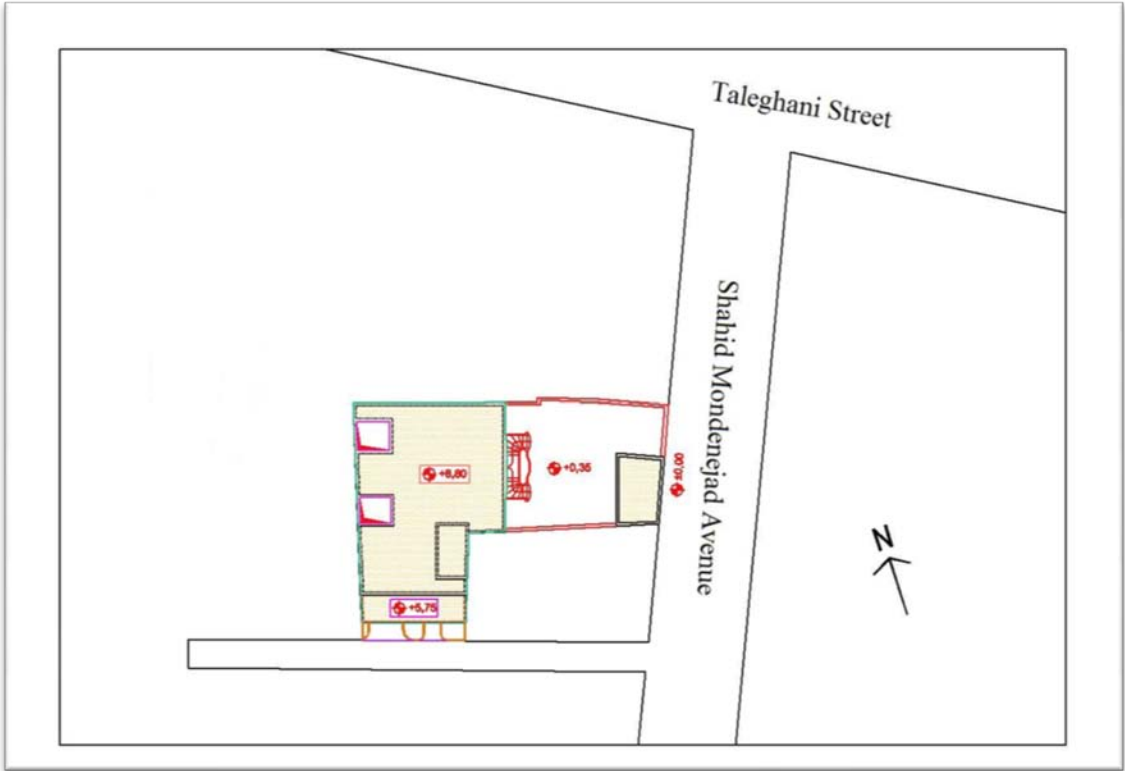 Taleghani Street
Shahid Mondenejad Avenue
±0,00
+0,35
+8,80
+5,75
N